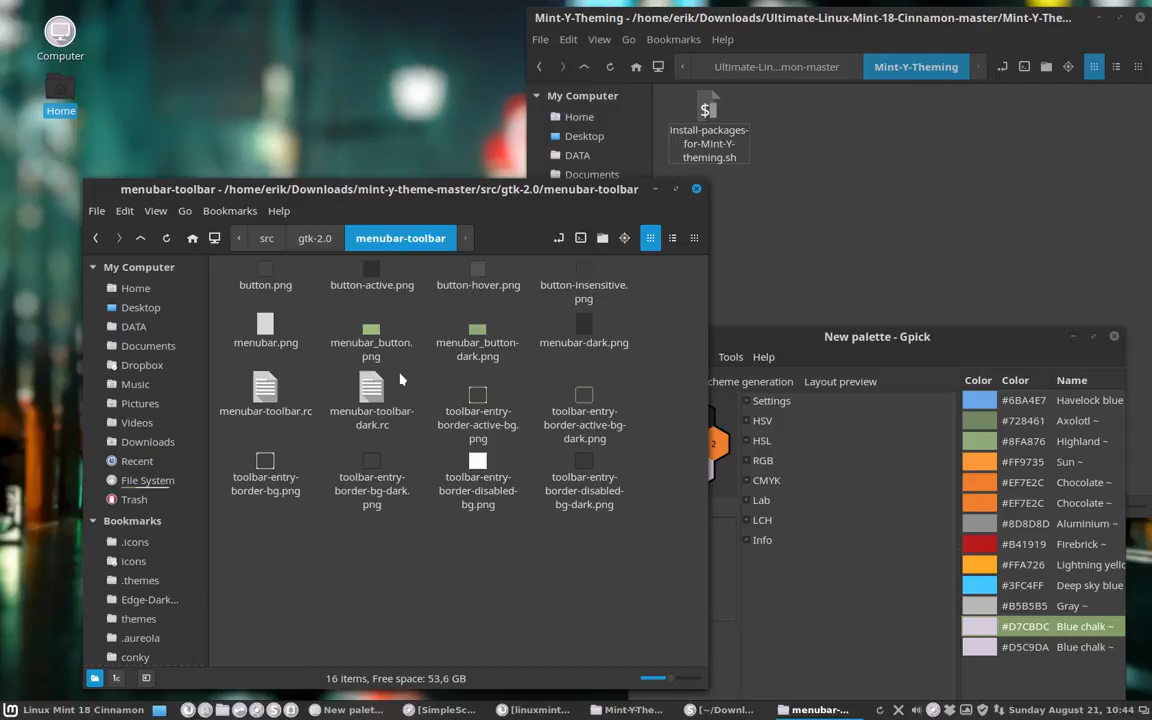 Computer
Home
Mint-Y-Theming - /home/erik/Downloads/Ultimate-Linux-Mint-18-Cinnamon-master/Mint-Y-The...
File Edit View Go Bookmarks Help
Ultimate-Lin...mon-master Mint-Y-Theming
My Computer
Home
Desktop
DATA
Documents
install-packages-
for-Mint-Y-
theming.sh
menubar-toolbar - /home/erik/Downloads/mint-y-theme-master/src/gtk-2.0/menubar-toolbar
File Edit View Go Bookmarks Help
src gtk-2.0 menubar-toolbar
My Computer
Home
Desktop
DATA
Documents
Dropbox
Music
Pictures
Videos
Downloads
Recent
File System
Trash
Bookmarks
.icons
icons
.themes
Edge-Dark...
themes
.aureola
conky
button.png
button-active.png
button-hover.png
button-insensitive.
png
menubar.png
menubar_button.
png
menubar_button-
dark.png
menubar-dark.png
menubar-toolbar.rc
menubar-toolbar-
dark.rc
toolbar-entry-
border-active-bg.
png
toolbar-entry-
border-active-bg-
dark.png
toolbar-entry-
border-bg.png
toolbar-entry-
border-bg-dark.
png
toolbar-entry-
border-disabled-
bg.png
toolbar-entry-
border-disabled-
bg-dark.png
16 items, Free space: 53,6 GB
New palette - Gpick
Tools Help
cheme generation Layout preview
2
Settings
HSV
HSL
RGB
CMYK
Lab
LCH
Info
Color Color Name
#6BA4E7 Havelock blue
#728461 Axolotl ~
#8FA876 Highland ~
#FF9735 Sun ~
#EF7E2C Chocolate ~
#EF7E2C Chocolate ~
#8D8D8D Aluminium ~
#B41919 Firebrick ~
#FFA726 Lightning yello
#3FC4FF Deep sky blue
#B5B5B5 Gray ~
#D7CBDC Blue chalk ~
#D5C9DA Blue chalk ~
Linux Mint 18 Cinnamon New palet... [SimpleSc... [linuxmint... Mint-Y-The... [~/Downl... menubar-... Sunday August 21, 10:44